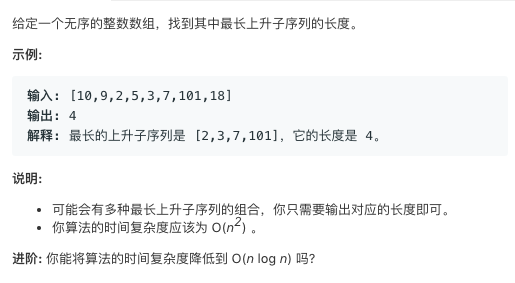 给定一个无序的整数数组，找到其中最长上升子序列的长度。
示例:
输入: [10,9,2,5,3,7,101,18]
输出: 4
解释: 最长的上升子序列是 [2,3,7,101]，它的长度是 4。
说明:
• 可能会有多种最长上升子序列的组合，你只需要输出对应的长度即可。
• 你算法的时间复杂度应该为 O(n²) 。
进阶: 你能将算法的时间复杂度降低到 O(n log n) 吗?